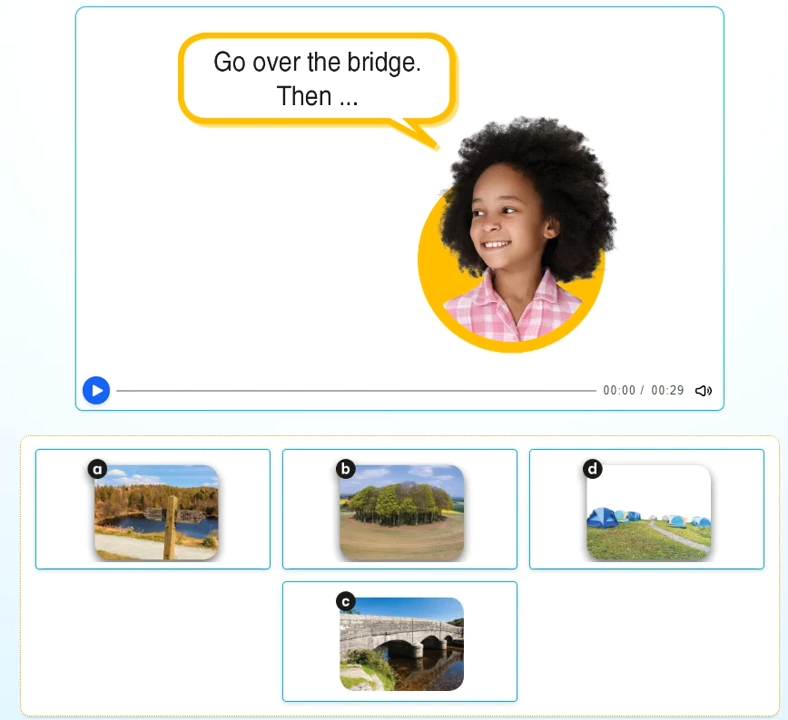 Go over the bridge.
Then ...
00:00 / 00:29
a
b
d
c